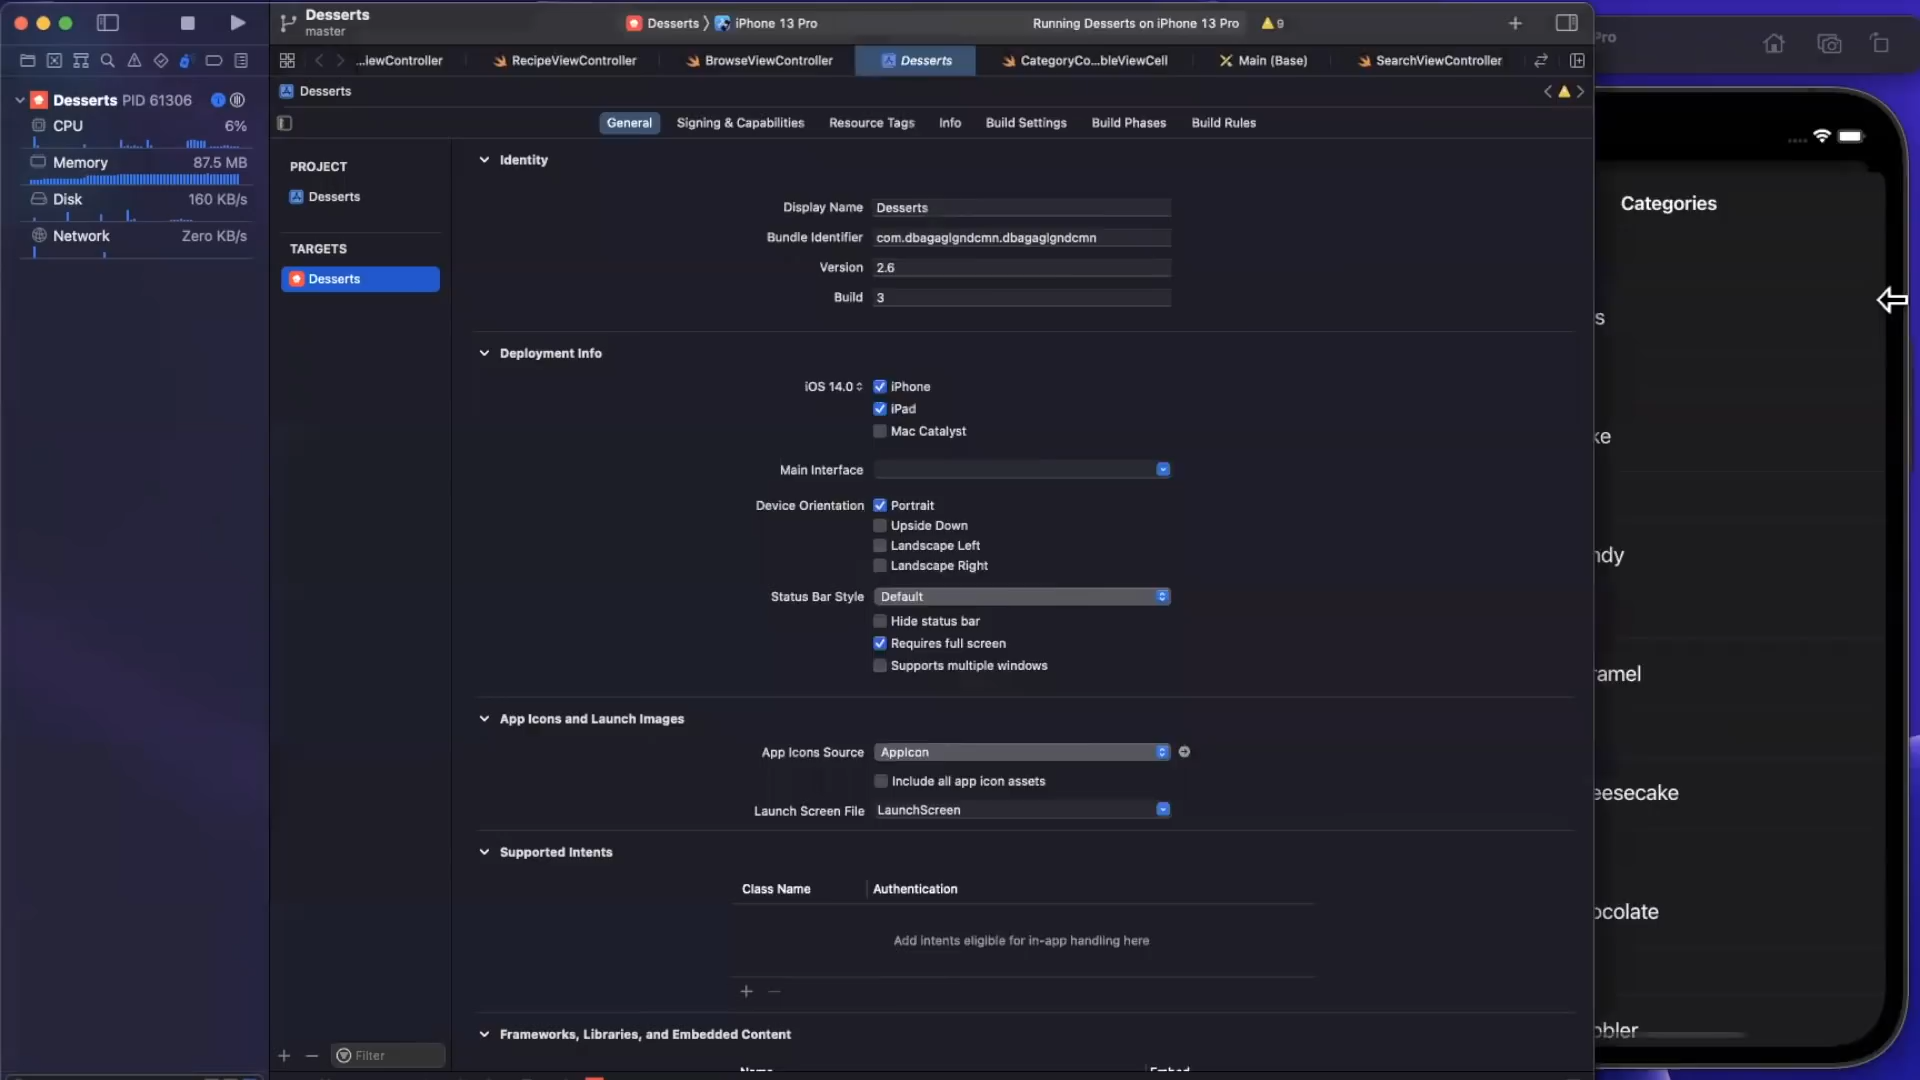 Desserts
master
Desserts 〉 iPhone 13 Pro
Running Desserts on iPhone 13 Pro
9
Pro
...iewController
RecipeViewController
BrowseViewController
Desserts
CategoryCo...bleViewCell
Main (Base)
SearchViewController
Desserts
General
Signing & Capabilities
Resource Tags
Info
Build Settings
Build Phases
Build Rules
Desserts PID 61306
CPU 6%
Memory 87.5 MB
Disk 160 KB/s
Network Zero KB/s
PROJECT
Desserts
TARGETS
Desserts
Filter
Identity
Display Name Desserts
Bundle Identifier com.dbagaglgndcmn.dbagaglgndcmn
Version 2.6
Build 3
Deployment Info
iOS 14.0 iPhone
iPad
Mac Catalyst
Main Interface
Device Orientation Portrait
Upside Down
Landscape Left
Landscape Right
Status Bar Style Default
Hide status bar
Requires full screen
Supports multiple windows
App Icons and Launch Images
App Icons Source AppIcon
Include all app icon assets
Launch Screen File LaunchScreen
Supported Intents
Class Name Authentication
Add intents eligible for in-app handling here
Frameworks, Libraries, and Embedded Content
Name Embed
Categories
s
ke
ndy
ramel
eesecake
ocolate
bbler